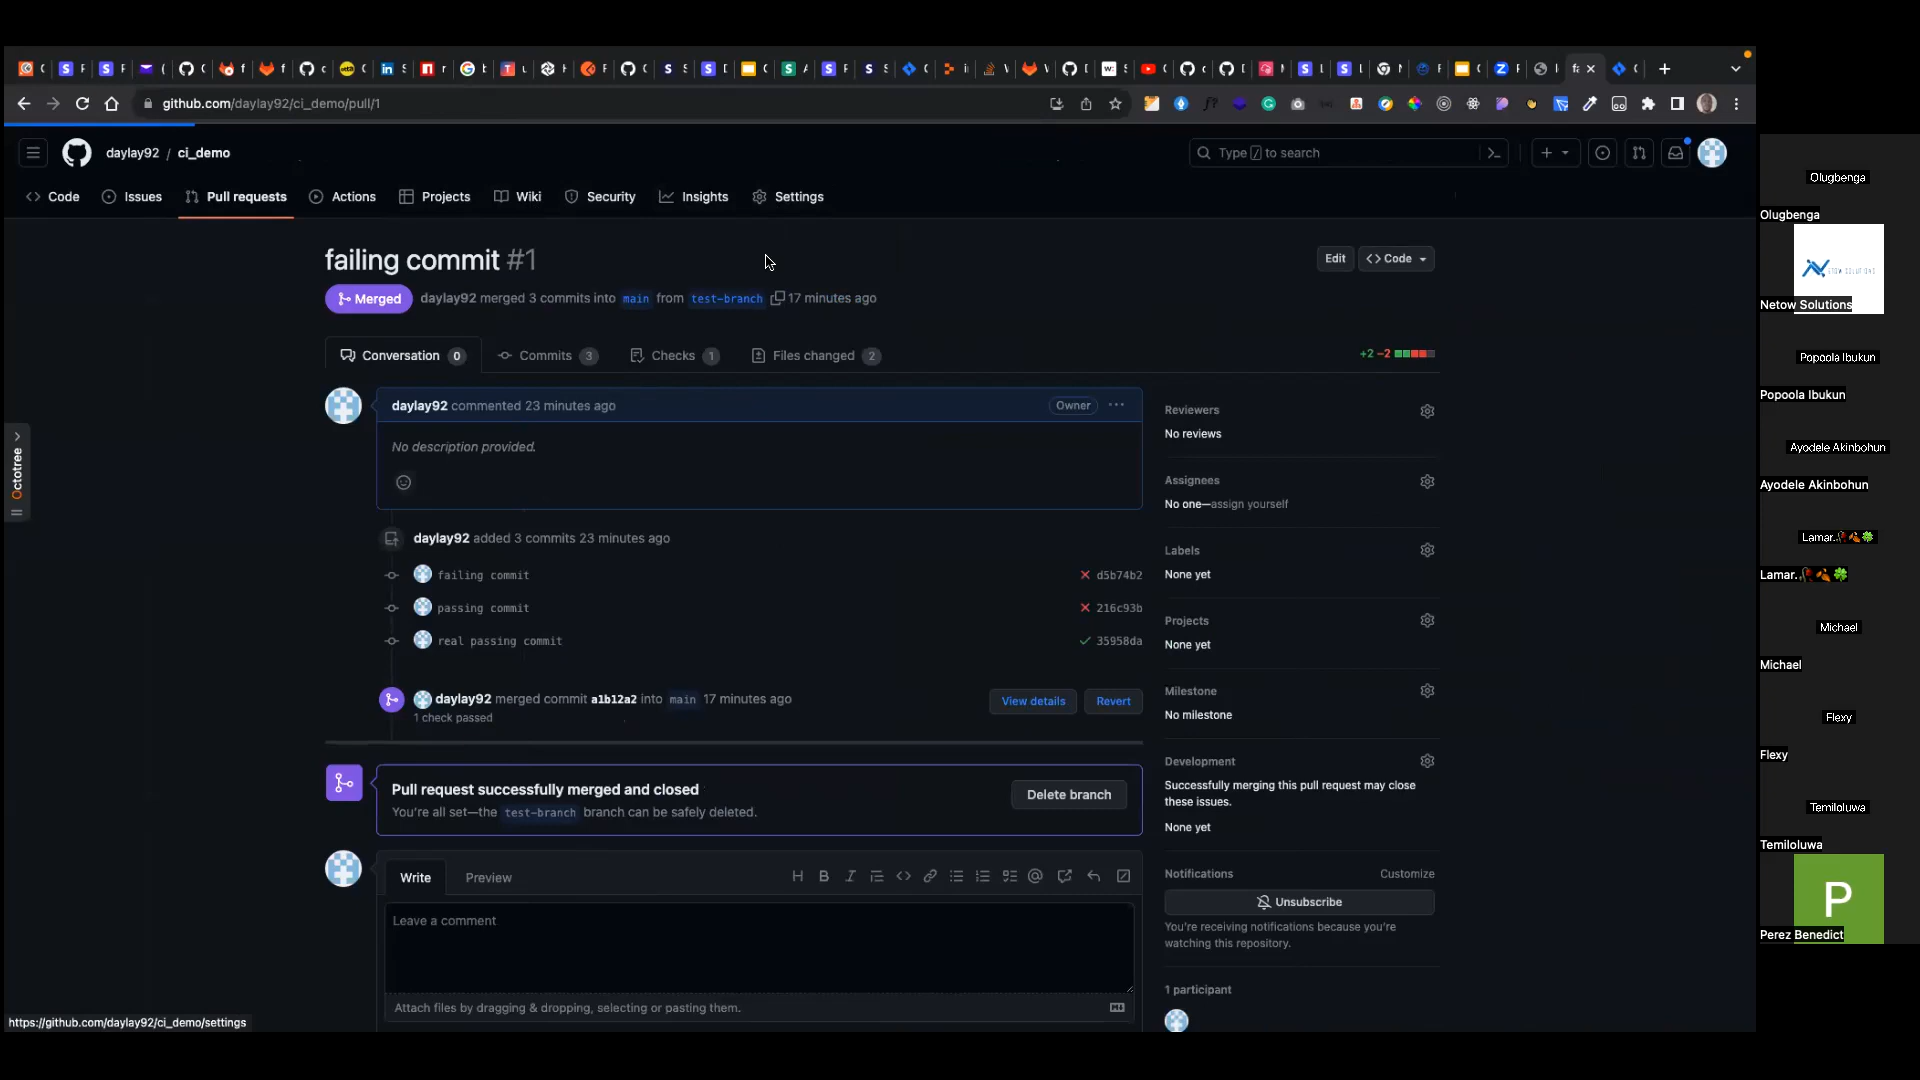 github.com/daylay92/ci_demo/pull/1
daylay92 / ci_demo
Type / to search
Code
Issues
Pull requests
Actions
Projects
Wiki
Security
Insights
Settings
failing commit #1
Edit
<> Code
Merged
daylay92 merged 3 commits into main from test-branch 17 minutes ago
Conversation 0
Commits 3
Checks 1
Files changed 2
+2 −2
daylay92 commented 23 minutes ago
Owner
No description provided.
daylay92 added 3 commits 23 minutes ago
failing commit
d5b74b2
passing commit
216c93b
real passing commit
35958da
daylay92 merged commit a1b12a2 into main 17 minutes ago
1 check passed
View details
Revert
Pull request successfully merged and closed
You're all set—the test-branch branch can be safely deleted.
Delete branch
Write
Preview
Leave a comment
Attach files by dragging & dropping, selecting or pasting them.
Reviewers
No reviews
Assignees
No one—assign yourself
Labels
None yet
Projects
None yet
Milestone
No milestone
Development
Successfully merging this pull request may close
these issues.
None yet
Notifications
Customize
Unsubscribe
You're receiving notifications because you're
watching this repository.
1 participant
Octotree
https://github.com/daylay92/ci_demo/settings
Olugbenga
Olugbenga
Netow Solutions
Popoola Ibukun
Popoola Ibukun
Ayodele Akinbohun
Ayodele Akinbohun
Lamar.
Lamar.
Michael
Michael
Flexy
Flexy
Temiloluwa
Temiloluwa
P
Perez Benedict